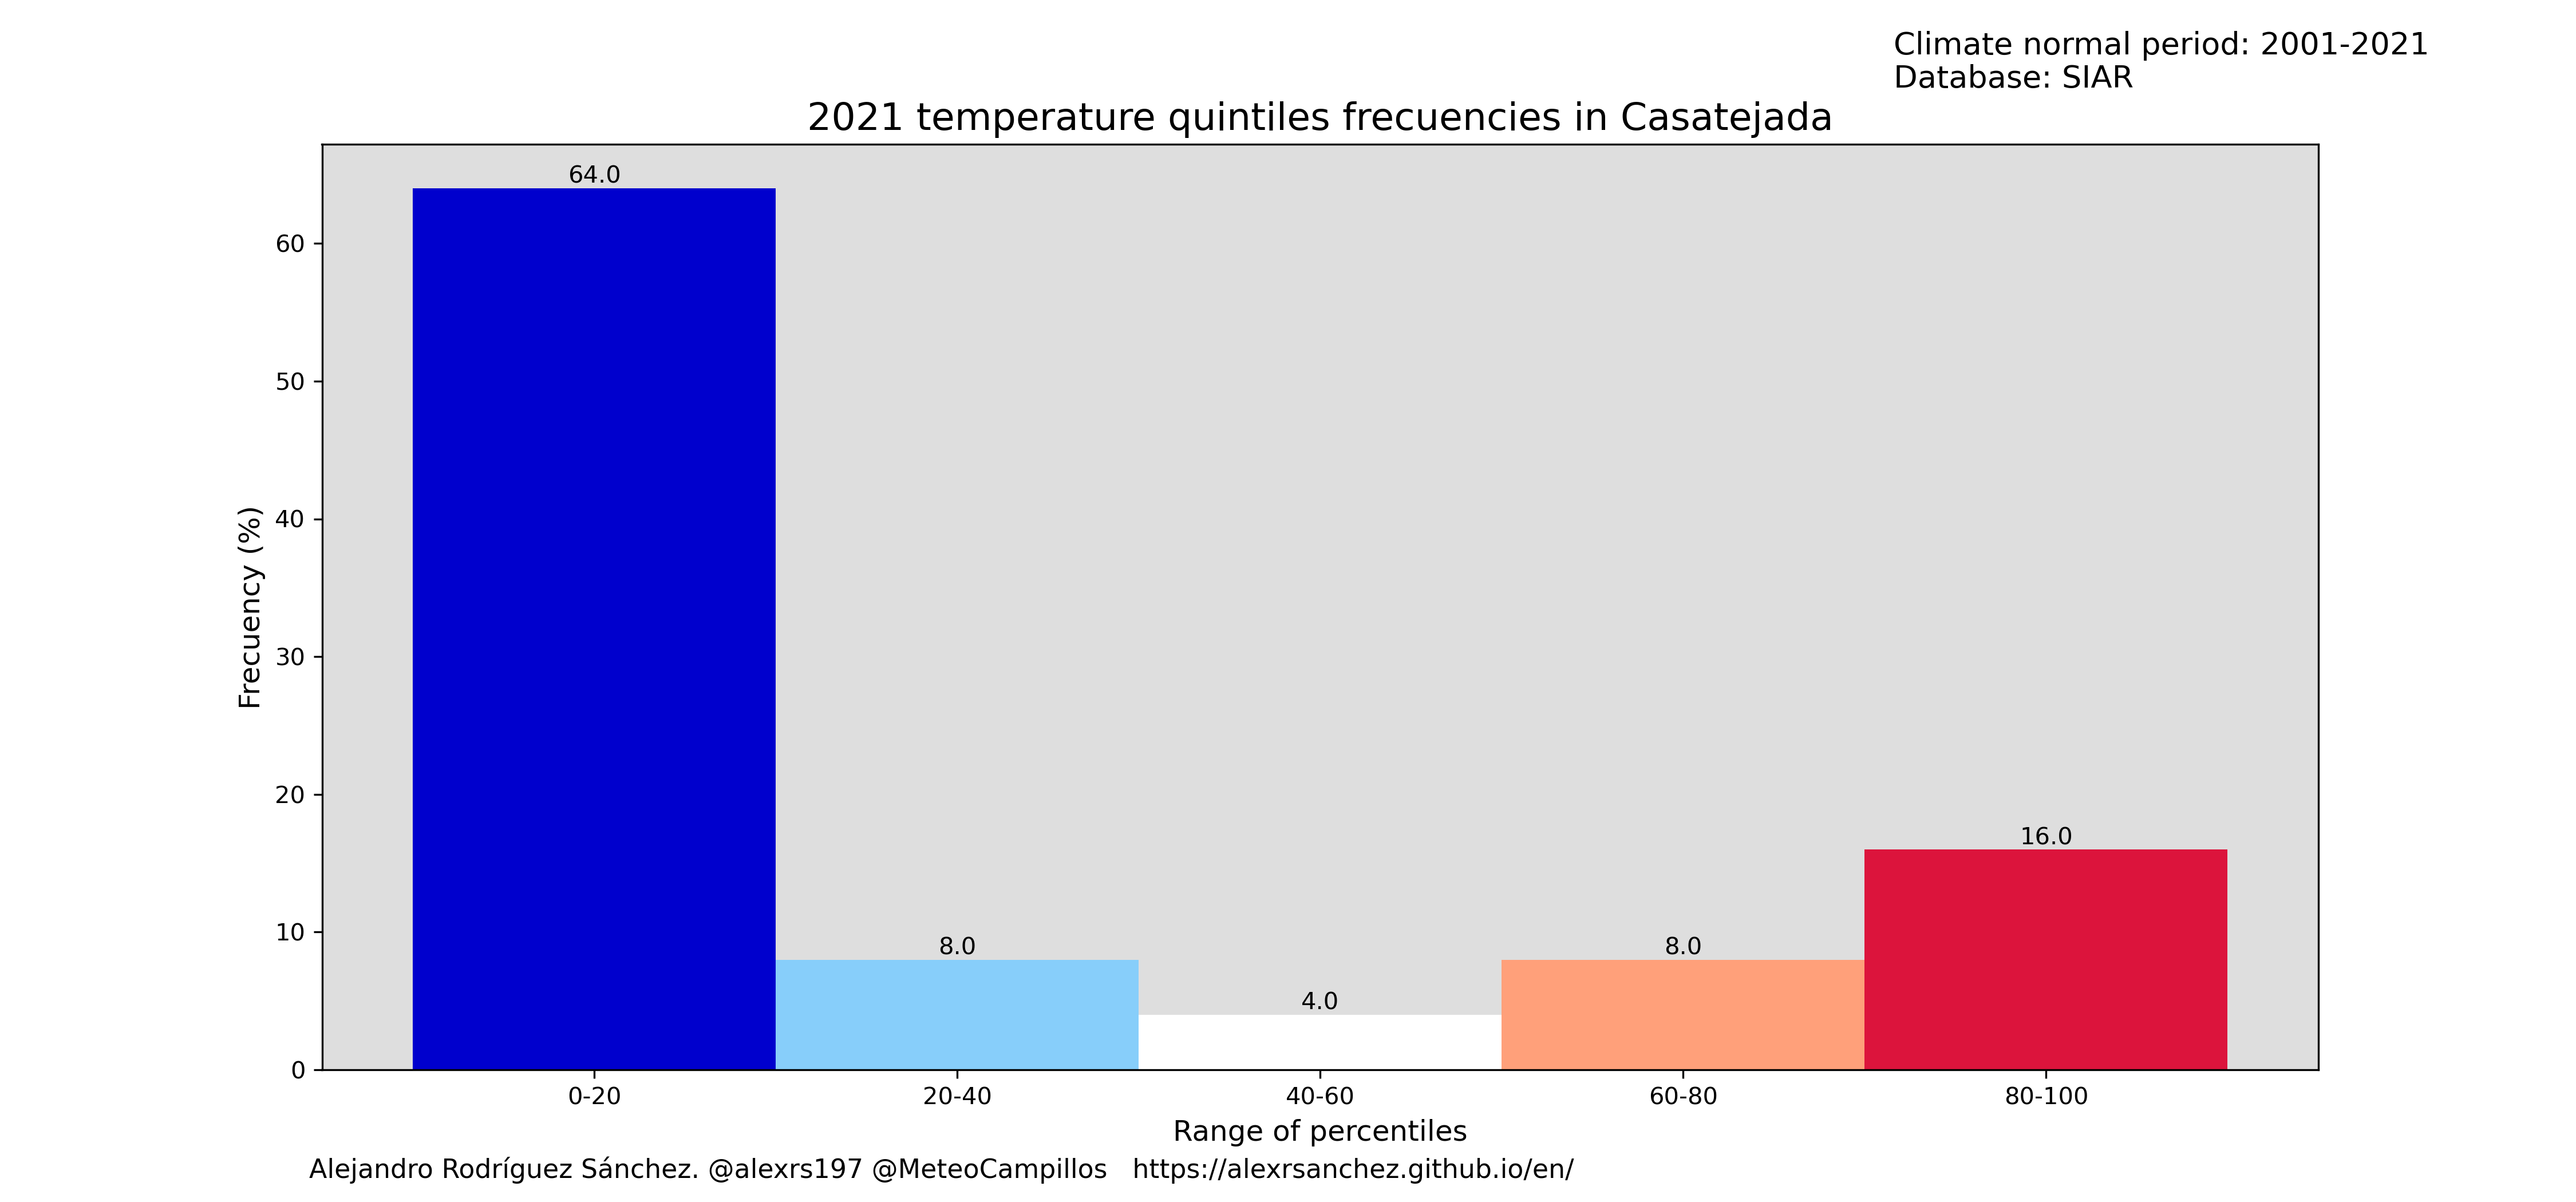 Climate normal period: 2001-2021
Database: SIAR
2021 temperature quintiles frecuencies in Casatejada
Frecuency (%)
60
50
40
30
20
10
0
64.0
8.0
4.0
8.0
16.0
0-20
20-40
40-60
60-80
80-100
Range of percentiles
Alejandro Rodríguez Sánchez. @alexrs197 @MeteoCampillos https://alexrsanchez.github.io/en/